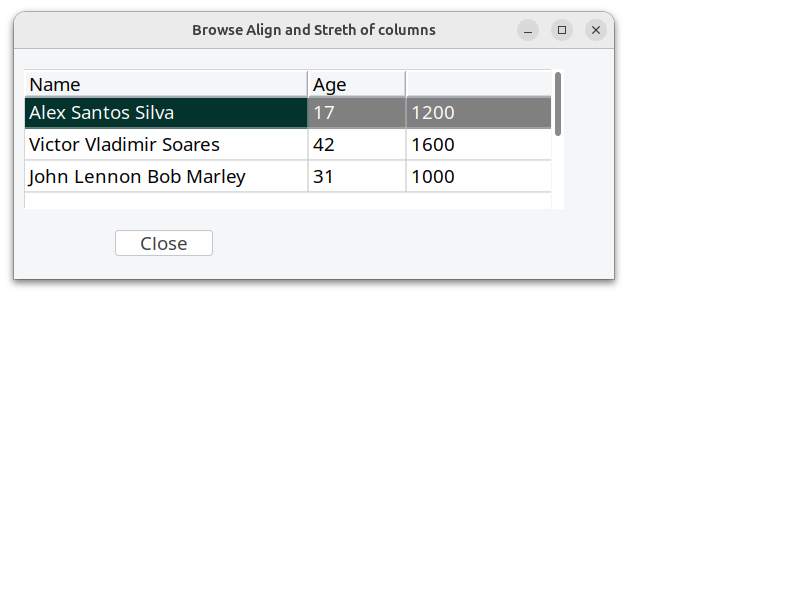 Browse Align and Streth of columns
Name Age
Alex Santos Silva 17 1200
Victor Vladimir Soares 42 1600
John Lennon Bob Marley 31 1000
Close